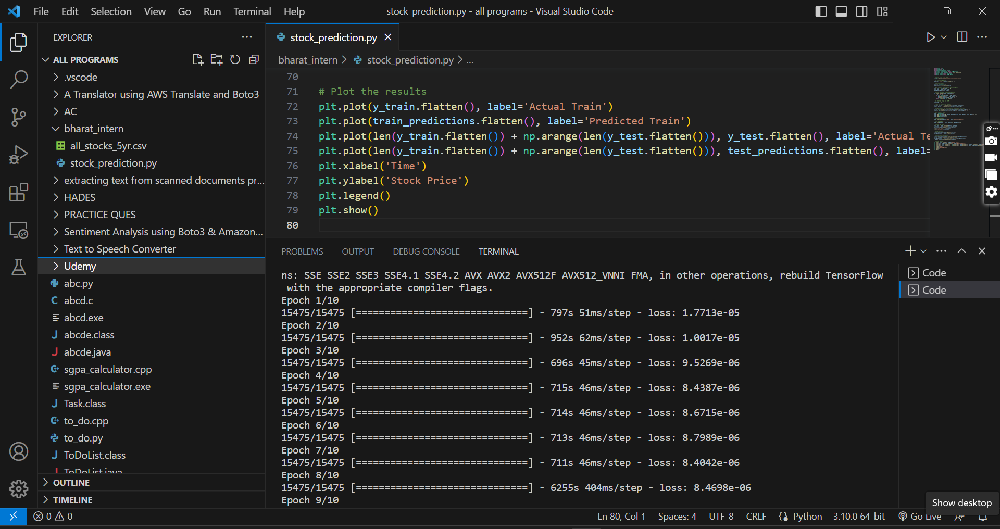 File Edit Selection View Go Run Terminal Help
stock_prediction.py - all programs - Visual Studio Code
EXPLORER
ALL PROGRAMS
.vscode
A Translator using AWS Translate and Boto3
AC
bharat_intern
all_stocks_5yr.csv
stock_prediction.py
extracting text from scanned documents pr...
HADES
PRACTICE QUES
Sentiment Analysis using Boto3 & Amazon...
Text to Speech Converter
Udemy
abc.py
abcd.c
abcd.exe
abcde.class
abcde.java
sgpa_calculator.cpp
sgpa_calculator.exe
Task.class
to_do.cpp
to_do.py
ToDoList.class
ToDoList.java
OUTLINE
TIMELINE
stock_prediction.py
bharat_intern > stock_prediction.py > ...
70
71 # Plot the results
72 plt.plot(y_train.flatten(), label='Actual Train')
73 plt.plot(train_predictions.flatten(), label='Predicted Train')
74 plt.plot(len(y_train.flatten()) + np.arange(len(y_test.flatten())), y_test.flatten(), label='Actual Te
75 plt.plot(len(y_train.flatten()) + np.arange(len(y_test.flatten())), test_predictions.flatten(), label=
76 plt.xlabel('Time')
77 plt.ylabel('Stock Price')
78 plt.legend()
79 plt.show()
80
PROBLEMS OUTPUT DEBUG CONSOLE TERMINAL
ns: SSE SSE2 SSE3 SSE4.1 SSE4.2 AVX AVX2 AVX512F AVX512_VNNI FMA, in other operations, rebuild TensorFlow
with the appropriate compiler flags.
Epoch 1/10
15475/15475 [==============================] - 797s 51ms/step - loss: 1.7713e-05
Epoch 2/10
15475/15475 [==============================] - 952s 62ms/step - loss: 1.0017e-05
Epoch 3/10
15475/15475 [==============================] - 696s 45ms/step - loss: 9.5269e-06
Epoch 4/10
15475/15475 [==============================] - 715s 46ms/step - loss: 8.4387e-06
Epoch 5/10
15475/15475 [==============================] - 714s 46ms/step - loss: 8.6715e-06
Epoch 6/10
15475/15475 [==============================] - 713s 46ms/step - loss: 8.7989e-06
Epoch 7/10
15475/15475 [==============================] - 711s 46ms/step - loss: 8.4042e-06
Epoch 8/10
15475/15475 [==============================] - 6255s 404ms/step - loss: 8.4698e-06
Epoch 9/10
Code
Code
Show desktop
0 0
Ln 80, Col 1 Spaces: 4 UTF-8 CRLF Python 3.10.0 64-bit Go Live